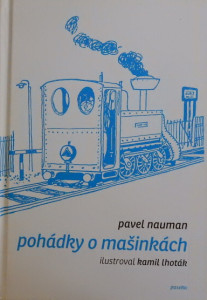 pavel nauman
pohádky o mašinkách
ilustroval kamil lhoták